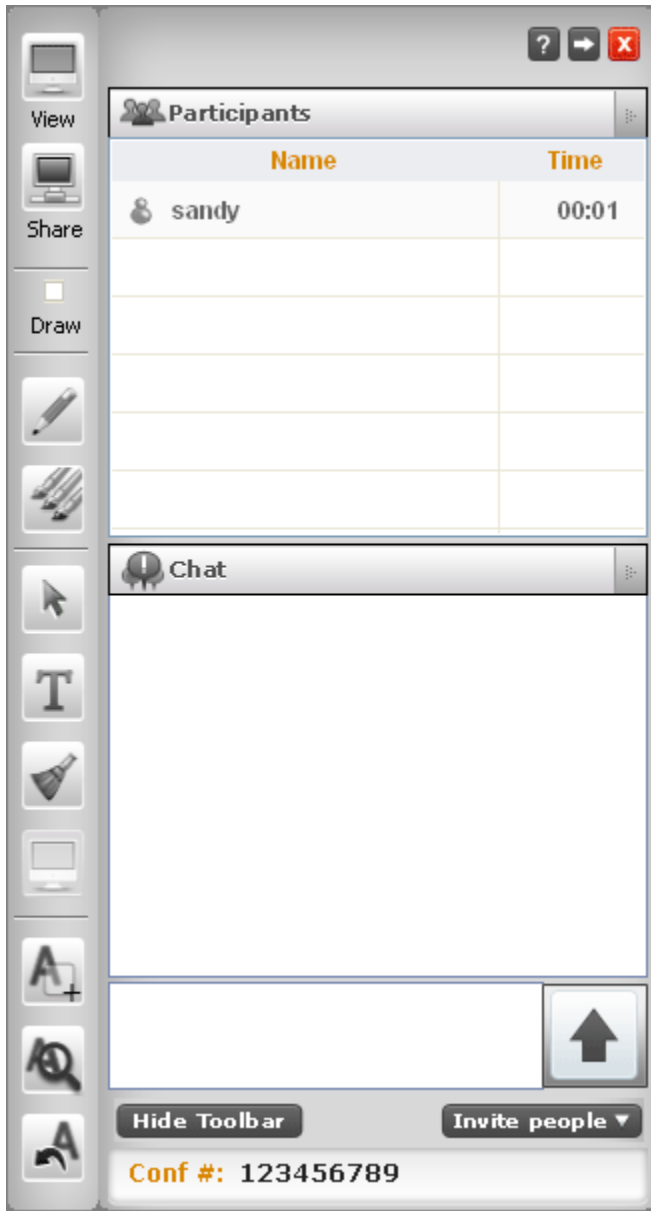 View
Share
Draw
Participants
Name Time
sandy 00:01
Chat
Hide Toolbar Invite people
Conf #: 123456789